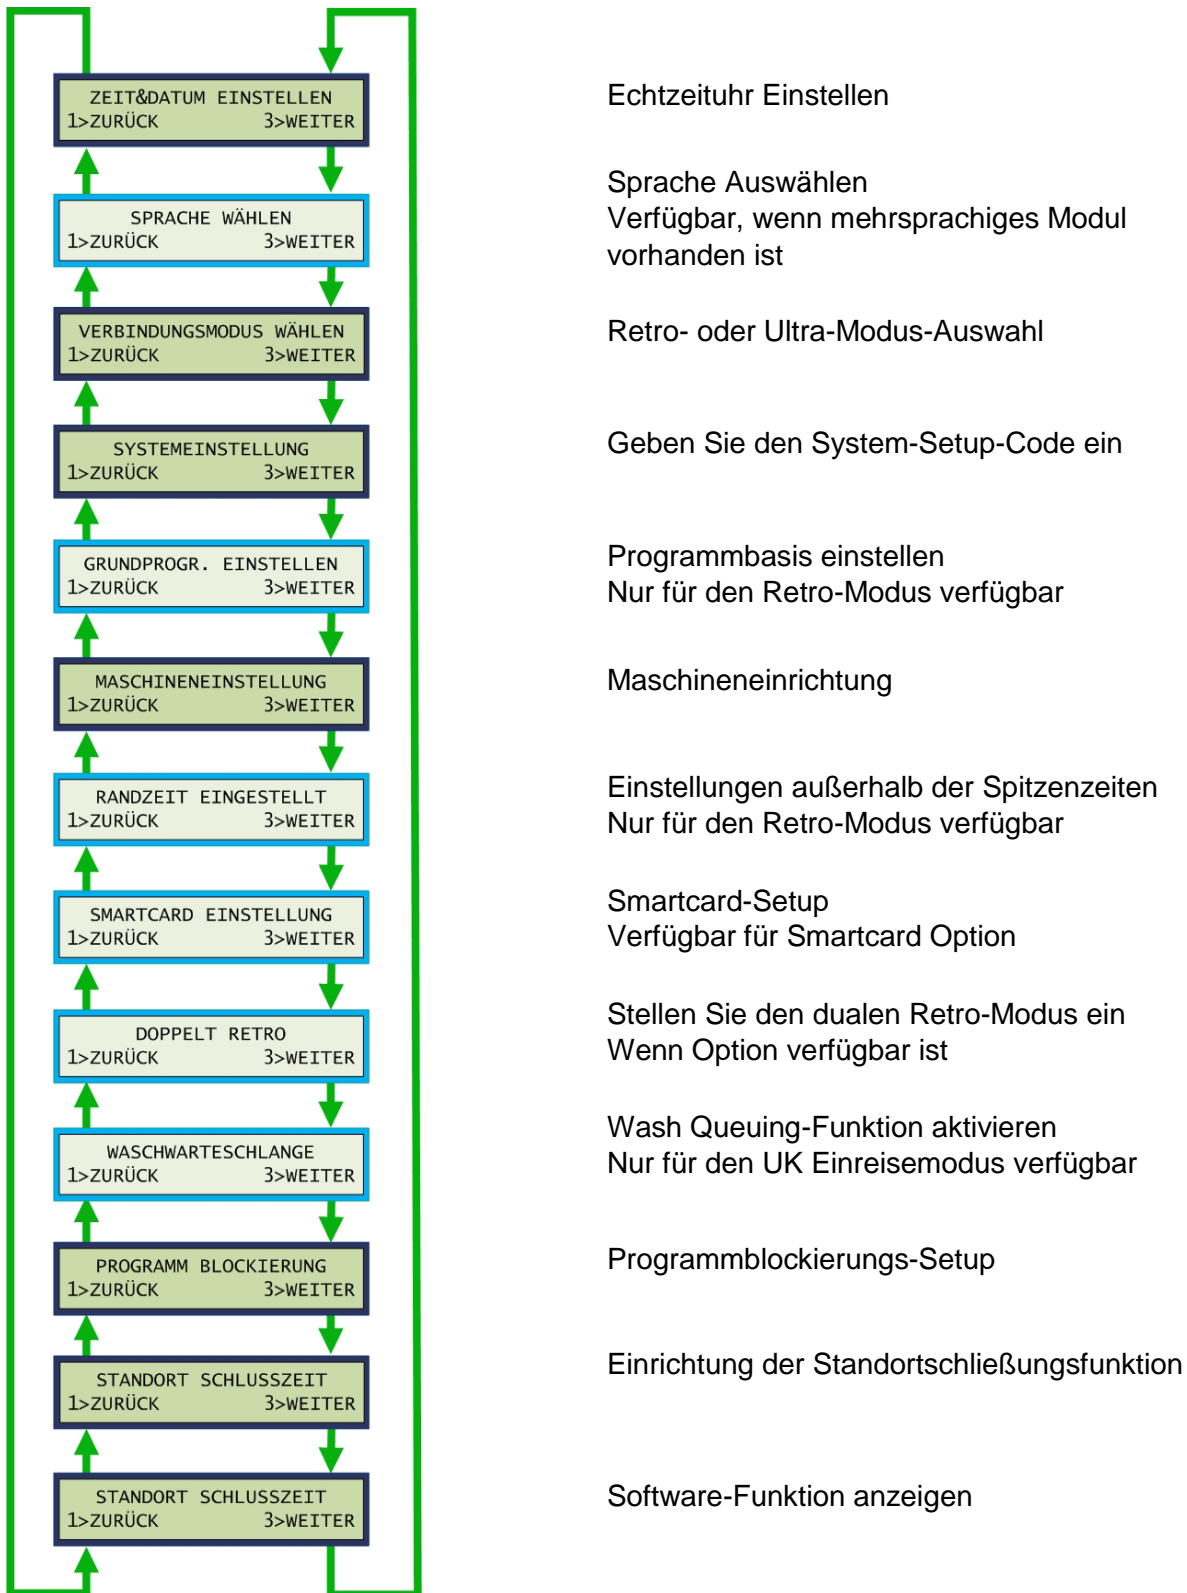 ZEIT&DATUM EINSTELLEN
1>ZURÜCK 3>WEITER
Echtzeituhr Einstellen
SPRACHE WÄHLEN
1>ZURÜCK 3>WEITER
Sprache Auswählen
Verfügbar, wenn mehrsprachiges Modul
vorhanden ist
VERBINDUNGSMODUS WÄHLEN
1>ZURÜCK 3>WEITER
Retro- oder Ultra-Modus-Auswahl
SYSTEMEINSTELLUNG
1>ZURÜCK 3>WEITER
Geben Sie den System-Setup-Code ein
GRUNDPROGR. EINSTELLEN
1>ZURÜCK 3>WEITER
Programmbasis einstellen
Nur für den Retro-Modus verfügbar
MASCHINENEINSTELLUNG
1>ZURÜCK 3>WEITER
Maschineneinrichtung
RANDZEIT EINGESTELLT
1>ZURÜCK 3>WEITER
Einstellungen außerhalb der Spitzenzeiten
Nur für den Retro-Modus verfügbar
SMARTCARD EINSTELLUNG
1>ZURÜCK 3>WEITER
Smartcard-Setup
Verfügbar für Smartcard Option
DOPPELT RETRO
1>ZURÜCK 3>WEITER
Stellen Sie den dualen Retro-Modus ein
Wenn Option verfügbar ist
WASCHWARTESCHLANGE
1>ZURÜCK 3>WEITER
Wash Queuing-Funktion aktivieren
Nur für den UK Einreisemodus verfügbar
PROGRAMM BLOCKIERUNG
1>ZURÜCK 3>WEITER
Programmblockierungs-Setup
STANDORT SCHLUSSZEIT
1>ZURÜCK 3>WEITER
Einrichtung der Standortschließungsfunktion
STANDORT SCHLUSSZEIT
1>ZURÜCK 3>WEITER
Software-Funktion anzeigen